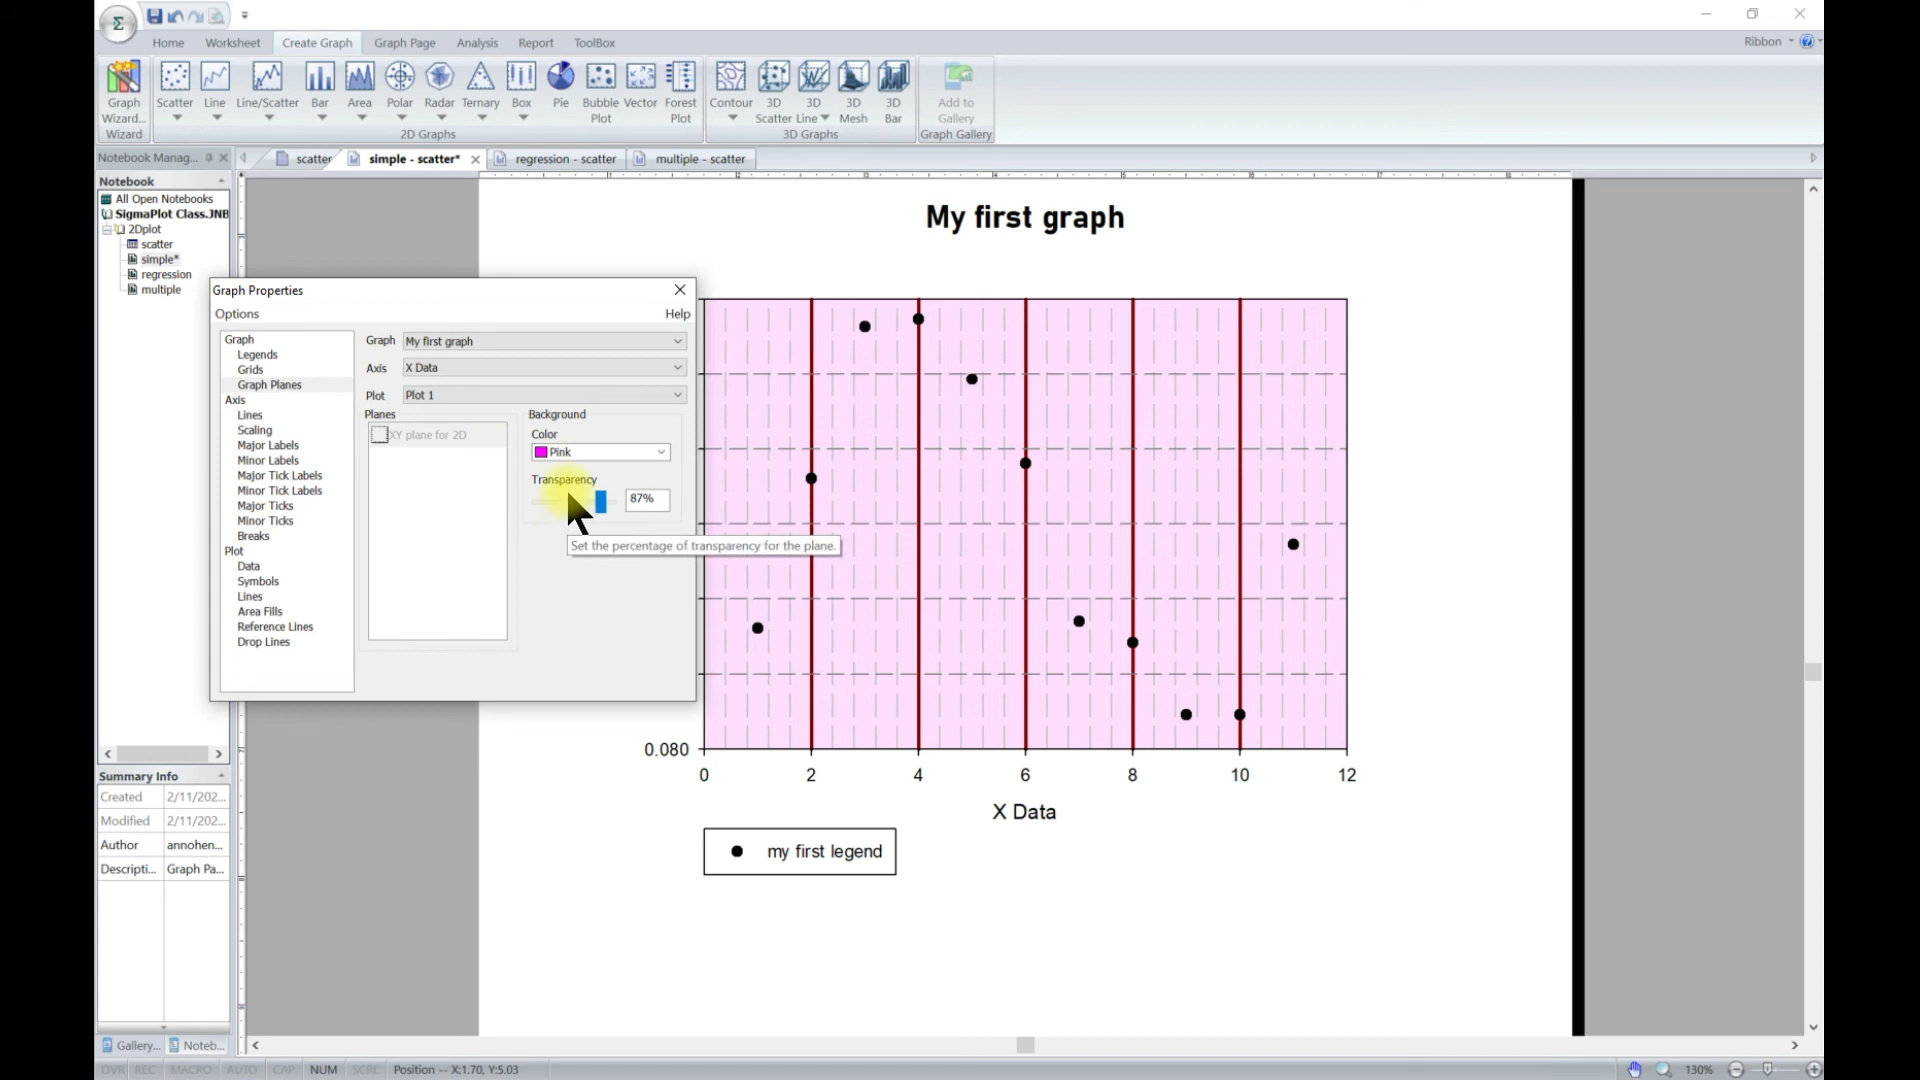 Home Worksheet Create Graph Graph Page Analysis Report ToolBox Ribbon
Graph Wizard... Scatter Line Line/Scatter Bar Area Polar Radar Ternary Box Pie Bubble Plot Vector Forest Plot Contour 3D Scatter 3D Line 3D Mesh 3D Bar Add to Gallery
Wizard 2D Graphs 3D Graphs Graph Gallery
Notebook Manag... scatter simple - scatter* regression - scatter multiple - scatter
Notebook
All Open Notebooks
SigmaPlot Class.JNB
2Dplot
scatter
simple*
regression
multiple
My first graph
Graph Properties
Options Help
Graph
Legends
Grids
Graph Planes
Axis
Lines
Scaling
Major Labels
Minor Labels
Major Tick Labels
Minor Tick Labels
Major Ticks
Minor Ticks
Breaks
Plot
Data
Symbols
Lines
Area Fills
Reference Lines
Drop Lines
Graph My first graph
Axis X Data
Plot Plot 1
Planes
XY plane for 2D
Background
Color
Pink
Transparency
87%
Set the percentage of transparency for the plane.
0.080
0 2 4 6 8 10 12
X Data
my first legend
Summary Info
Created 2/11/202...
Modified 2/11/202...
Author annohen...
Descripti... Graph Pa...
Gallery... Noteb...
OVR REC MACRO AUTO CAP NUM SCRL Position -- X:1.70, Y:5.03 130%